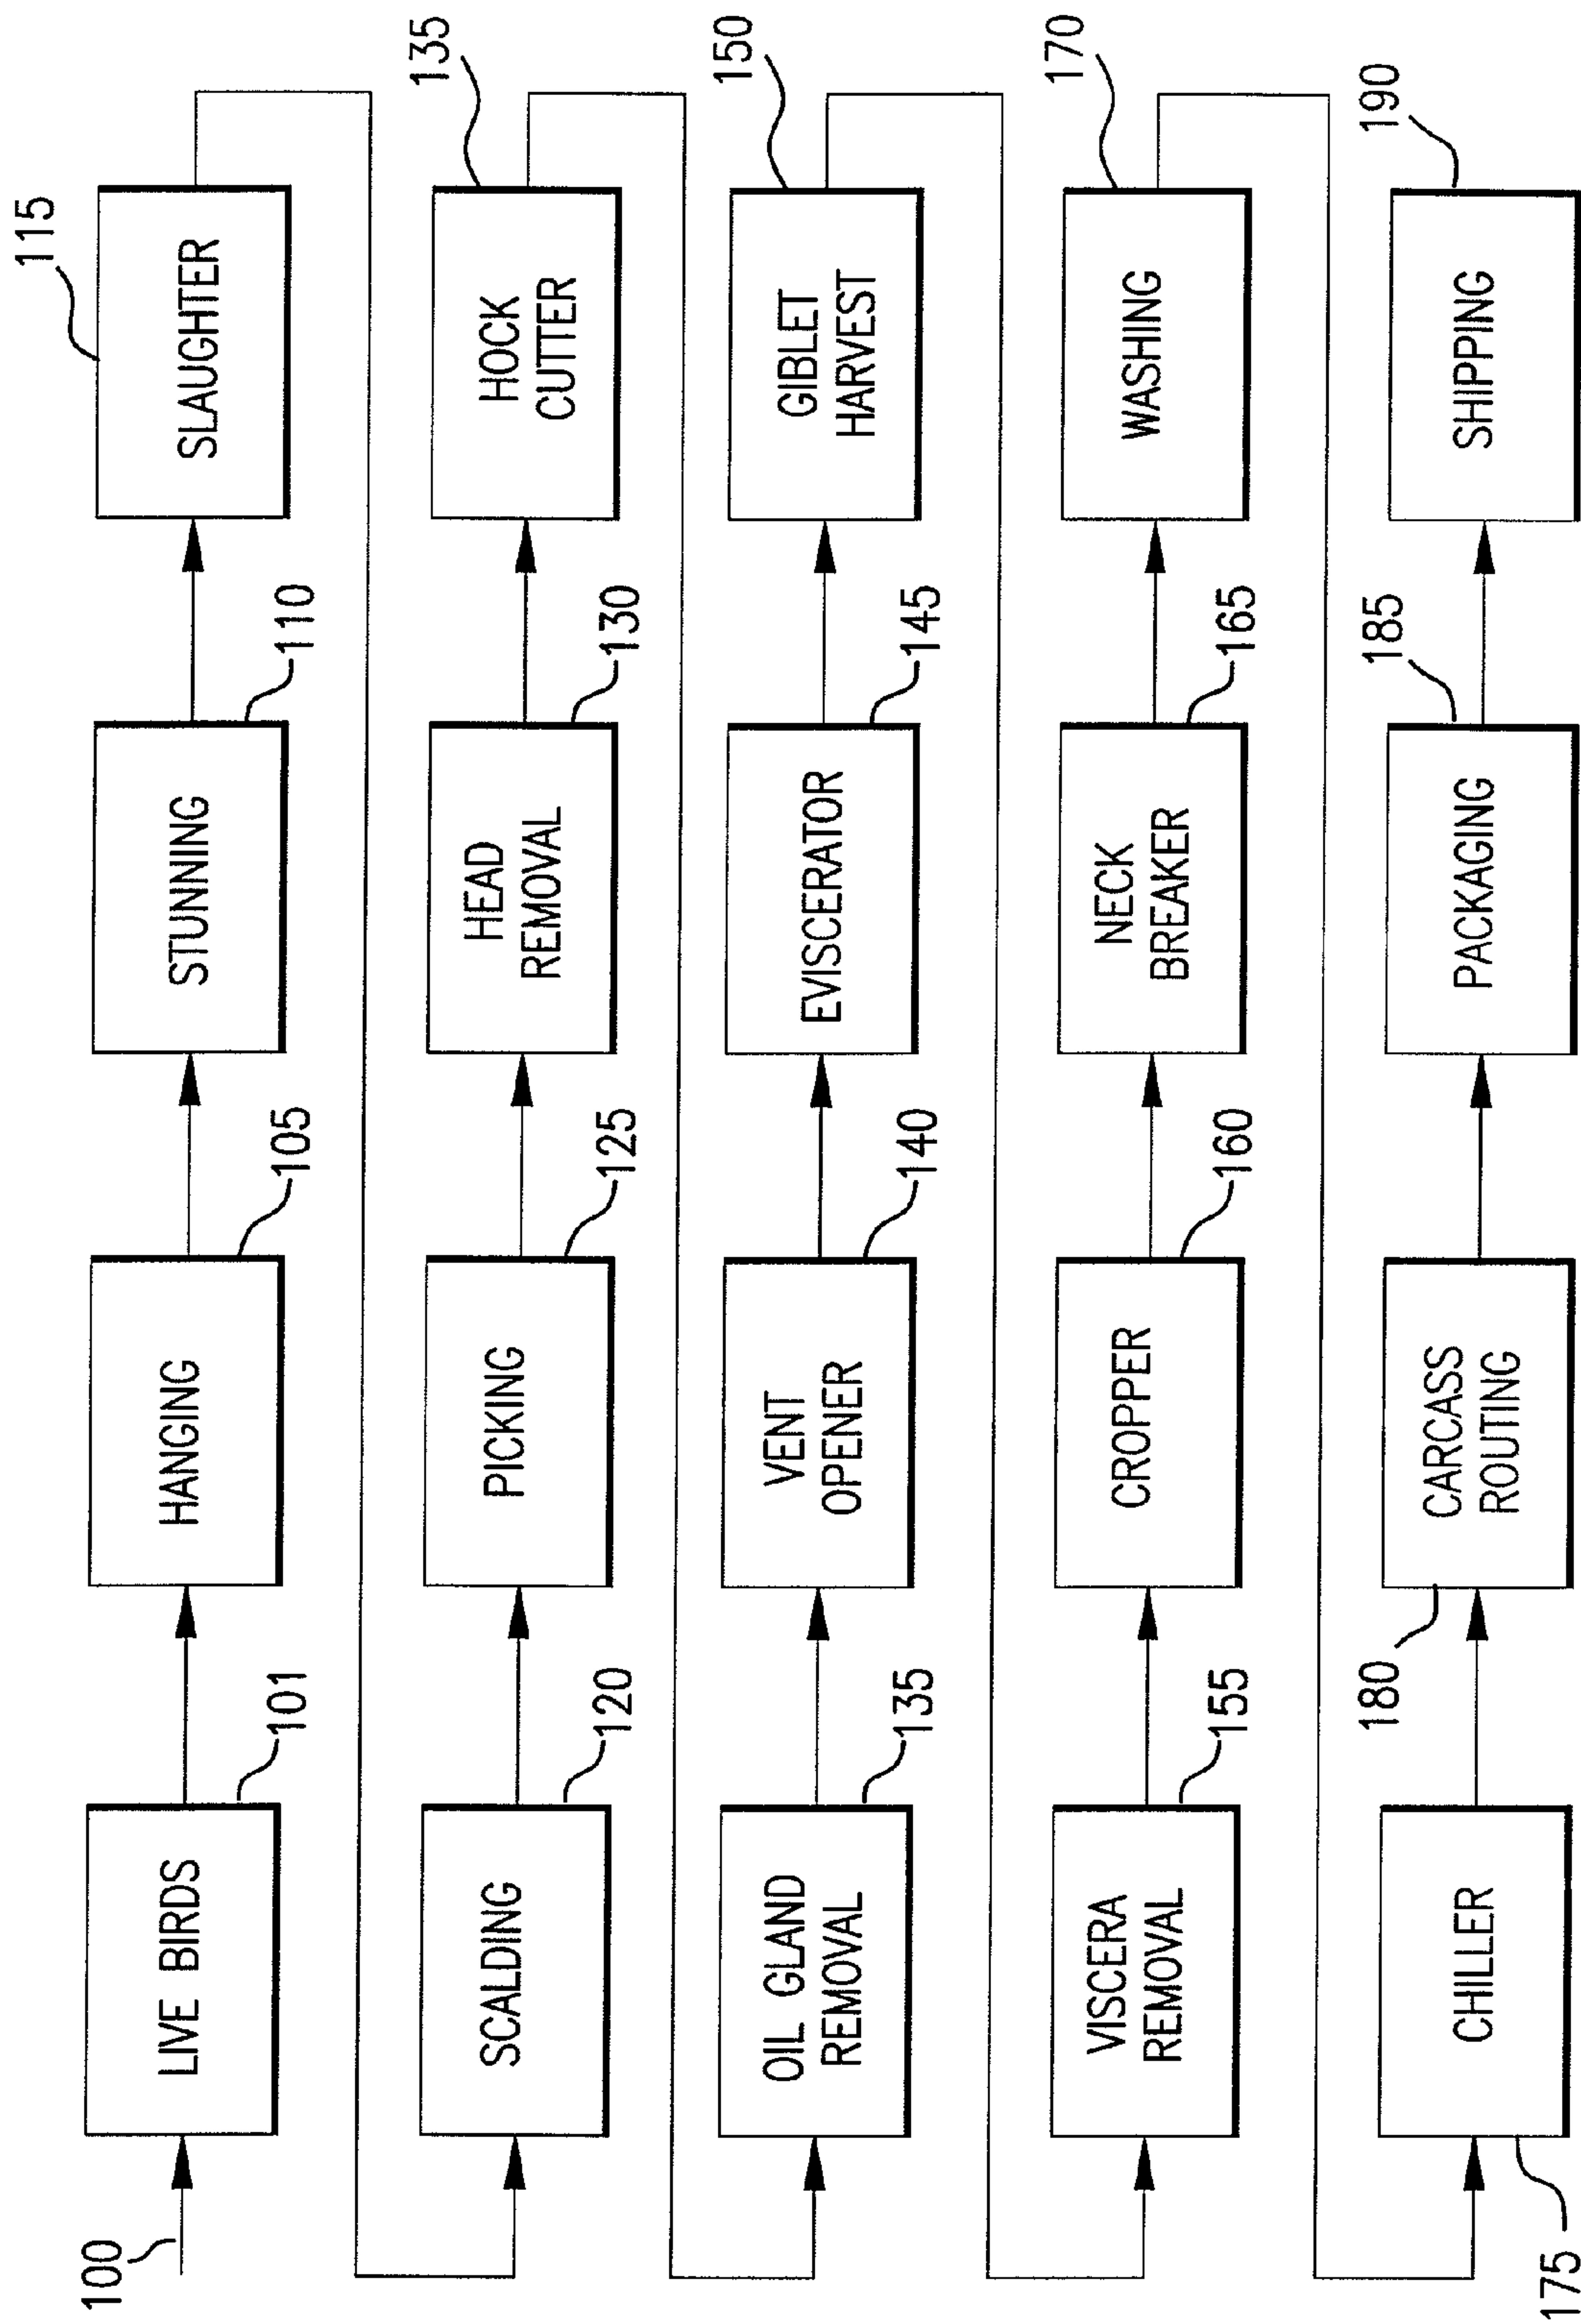 100
LIVE BIRDS
101
HANGING
105
STUNNING
110
SLAUGHTER
115
SCALDING
120
PICKING
125
HEAD
REMOVAL
130
HOCK
CUTTER
135
OIL GLAND
REMOVAL
135
VENT
OPENER
140
EVISCERATOR
145
GIBLET
HARVEST
150
VISCERA
REMOVAL
155
CROPPER
160
NECK
BREAKER
165
WASHING
170
CHILLER
175
CARCASS
ROUTING
180
PACKAGING
185
SHIPPING
190